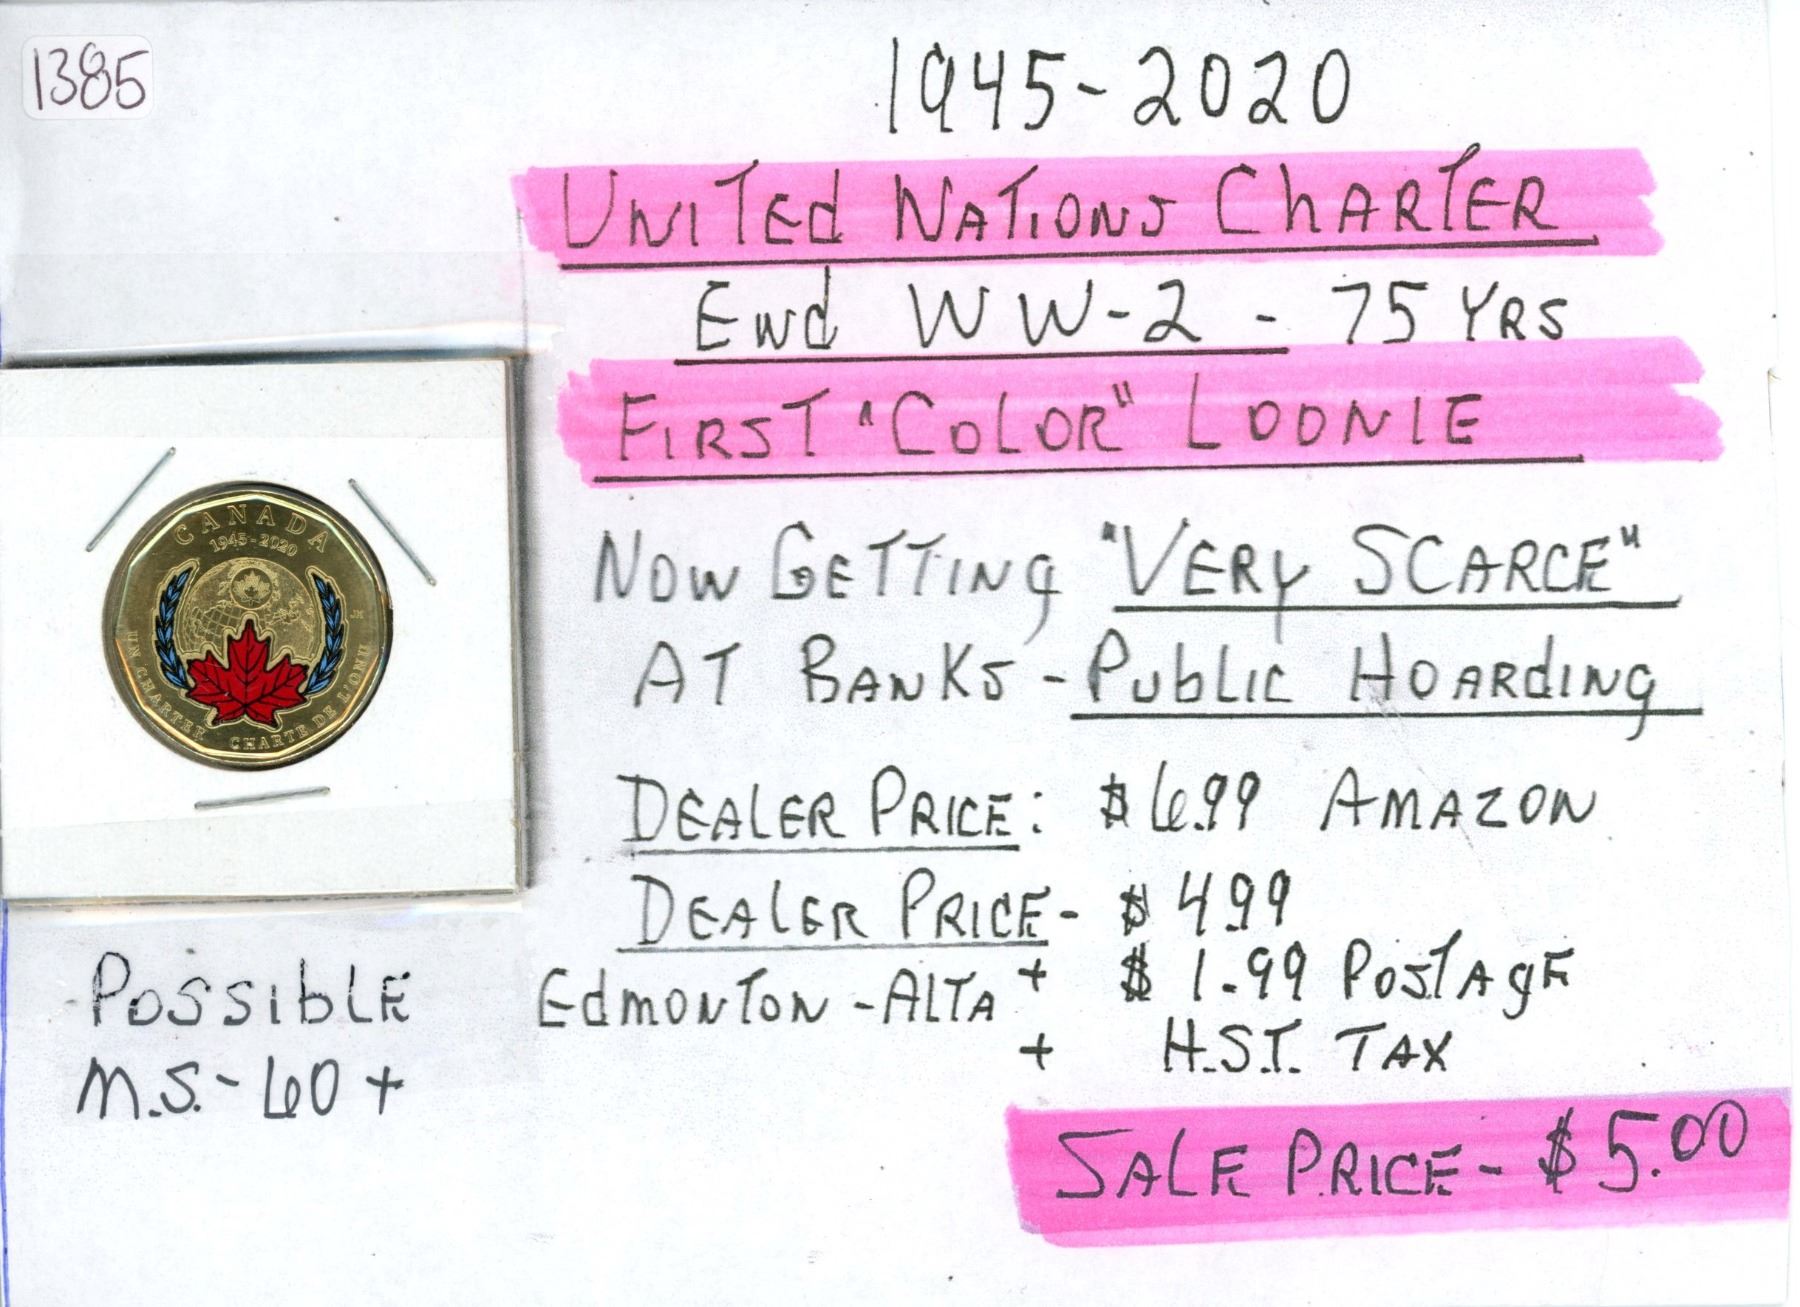 1385
1945-2020
UNITEd NATIONS ChARTER
ENd WW-2 - 75 YRS
FIRST "COLOR" LOONIE
NOW GETTING "VERY SCARCE"
AT BANKS - PubLIC HOARdING
DEALER PRICE: $6.99 AMAZON
DEALER PRICE - $4.99
EdMONTON - ALTA + $1.99 POSTAgE
+ H.S.T. TAX
SALE PRICE - $5.00
CANADA
1945-2020
JH
UN CHARTER CHARTE DE L'ONU
POSSIbLE
M.S.-60+